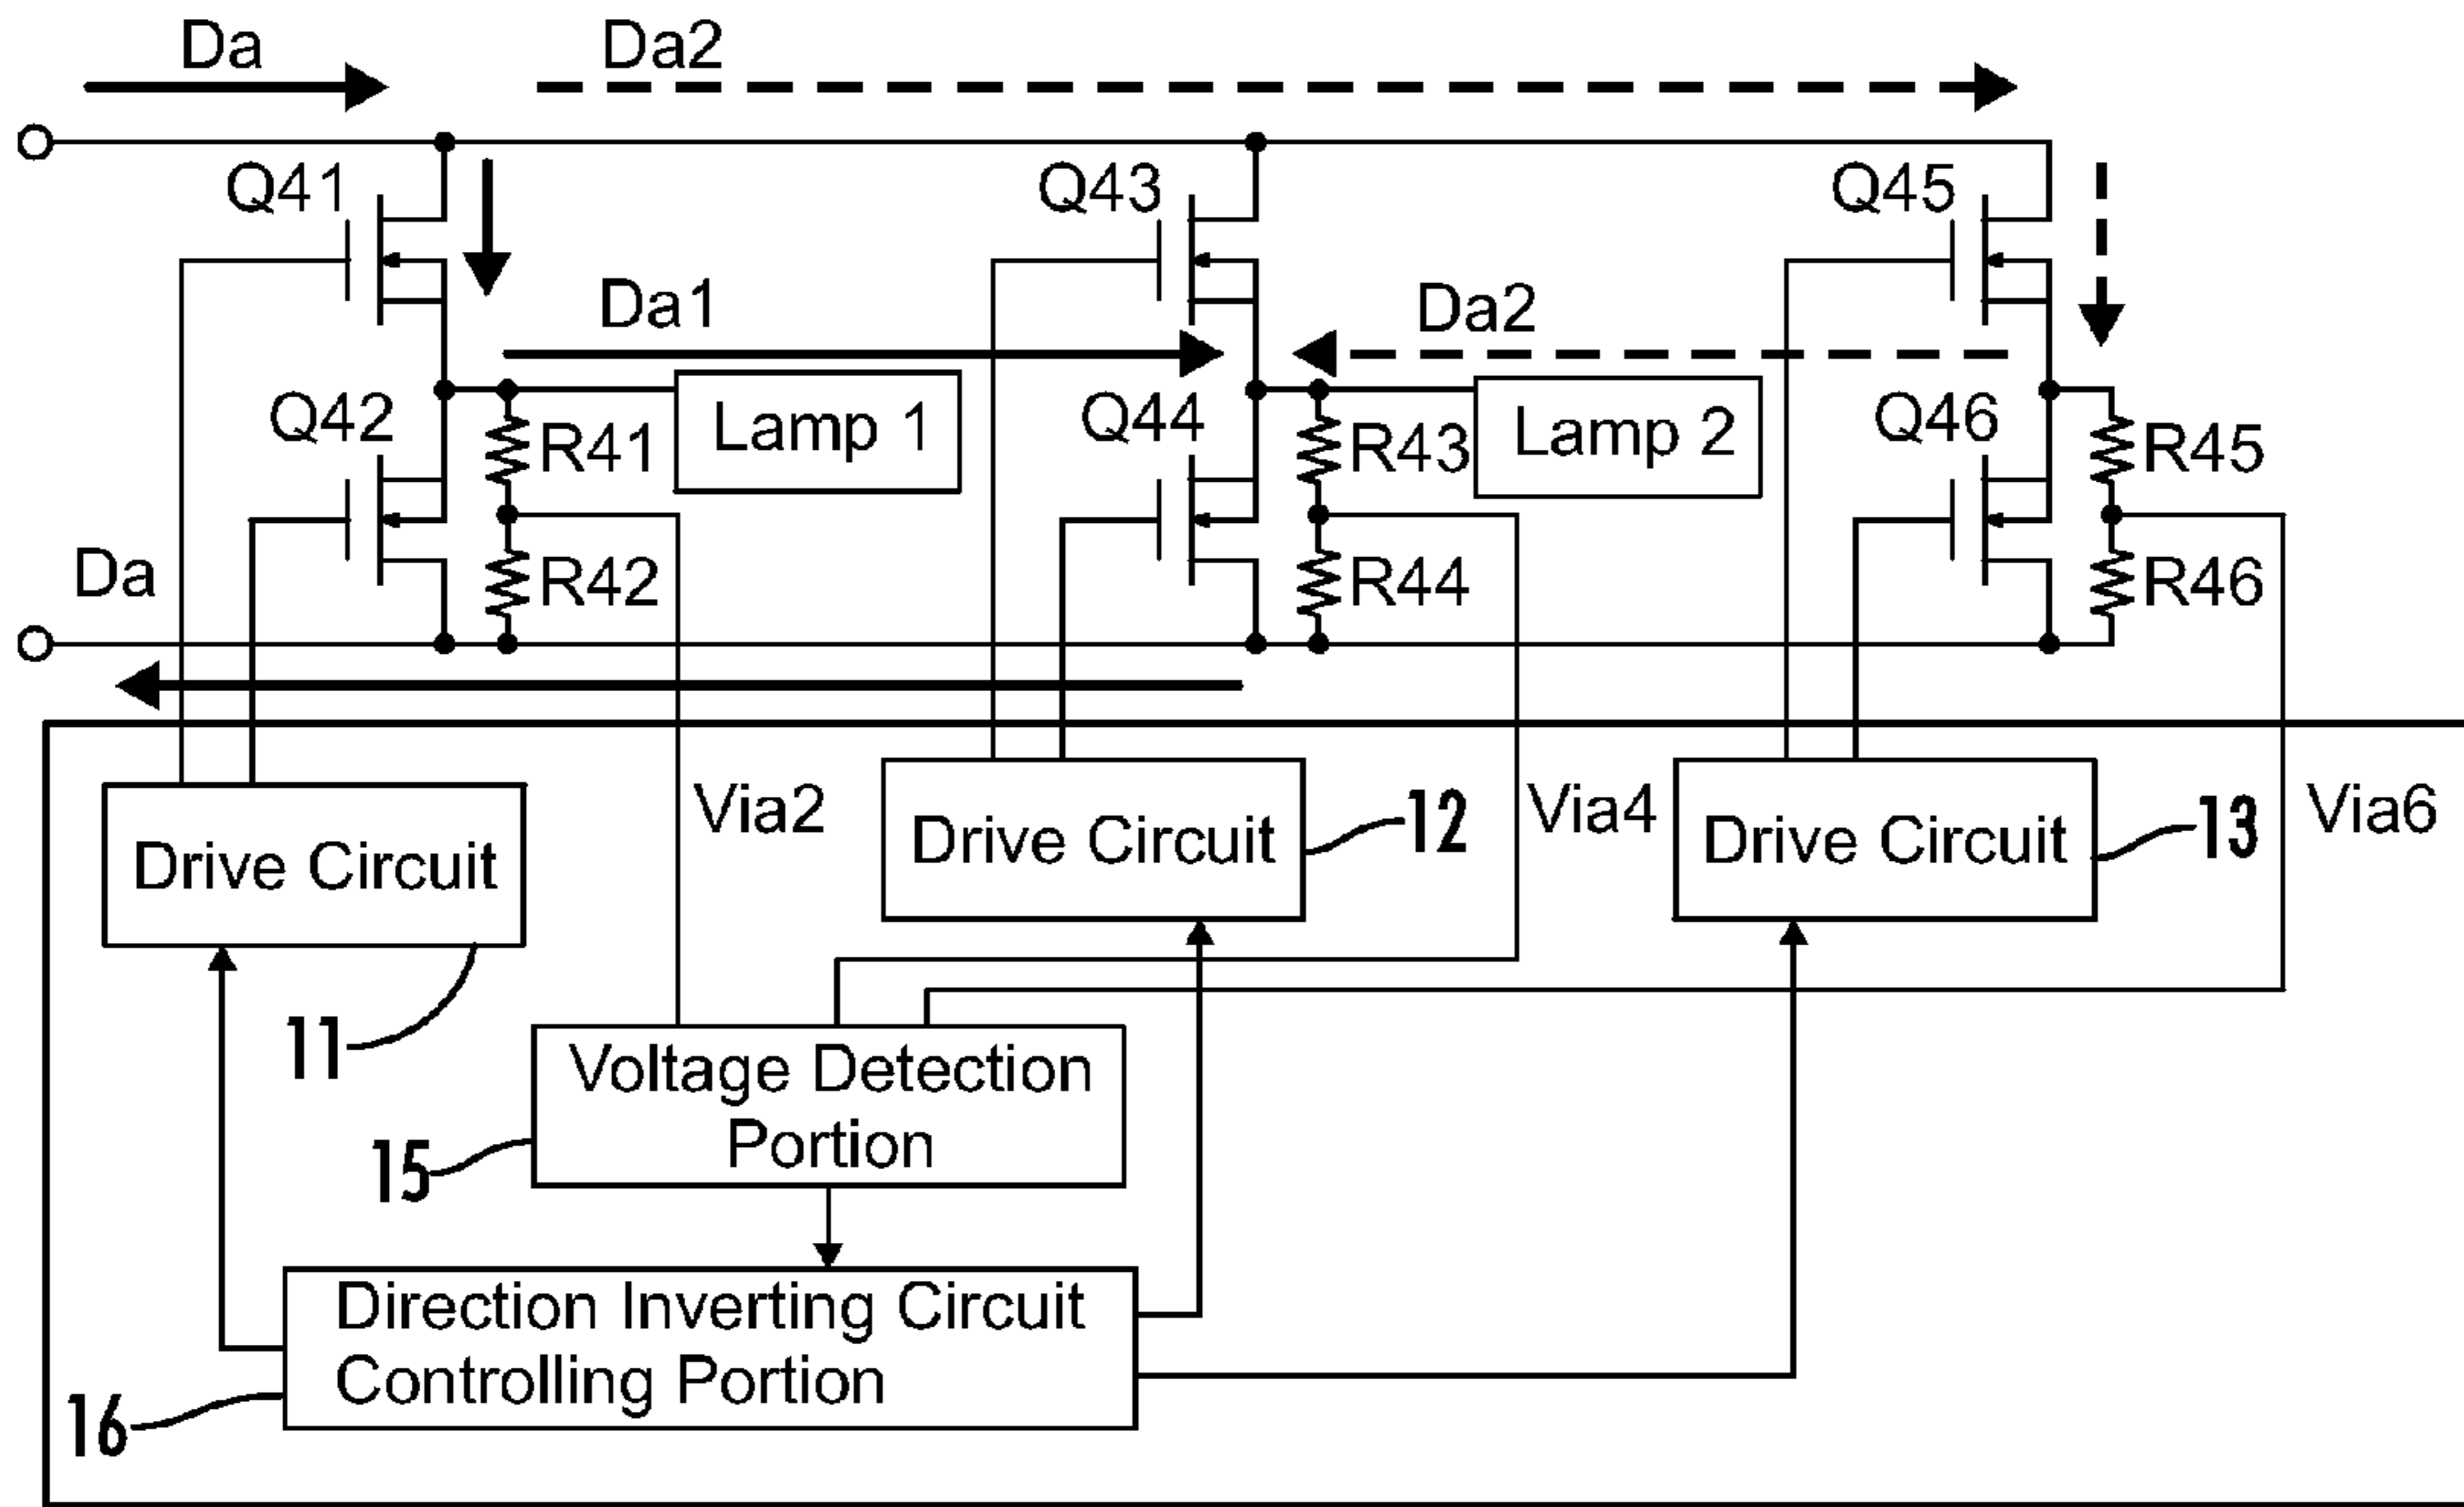 Da
Da2
Q41
Q43
Q45
Da1
Da2
Q42
R41
Lamp 1
Q44
R43
Lamp 2
Q46
R45
Da
R42
R44
R46
Via2
Via4
Via6
Drive Circuit
Drive Circuit
12
Drive Circuit
13
11
Voltage Detection
Portion
15
Direction Inverting Circuit
Controlling Portion
16